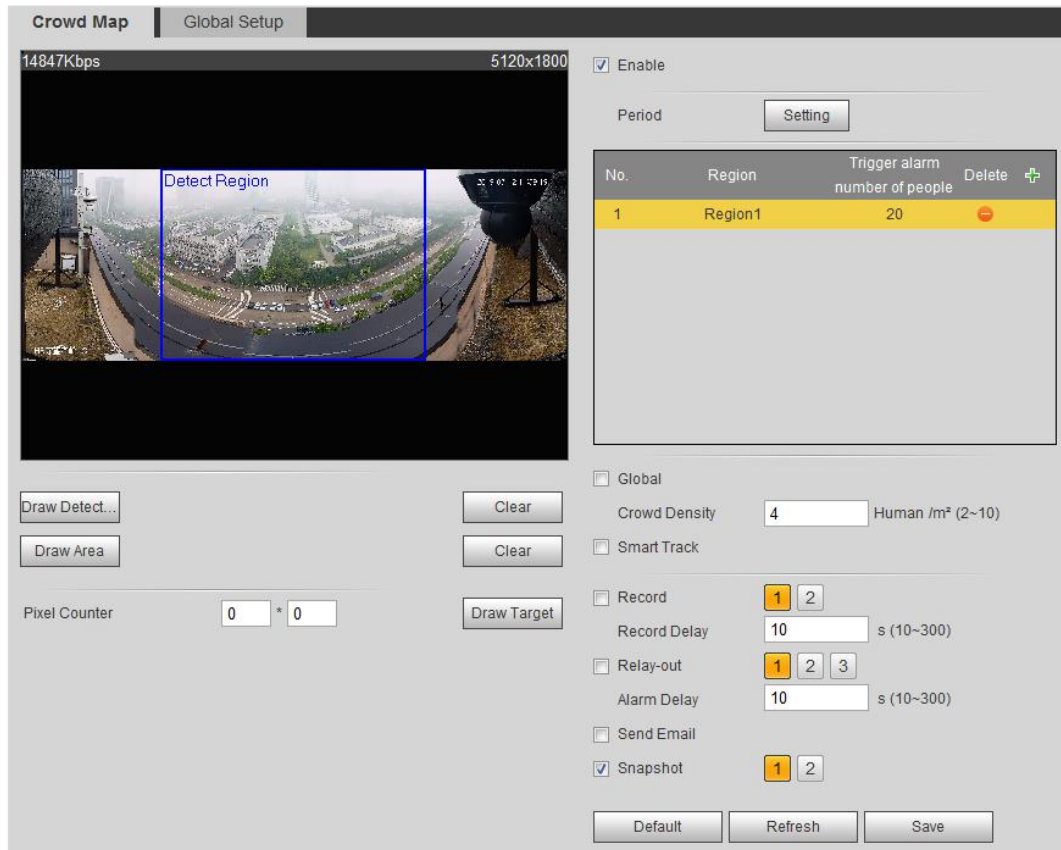 Crowd Map Global Setup
14847Kbps 5120x1800
Detect Region
Enable
Period Setting
No. Region Trigger alarm number of people Delete
1 Region1 20
Global
Draw Detect... Clear
Crowd Density 4 Human /m² (2~10)
Draw Area Clear
Smart Track
Pixel Counter 0 * 0 Draw Target
Record 1 2
Record Delay 10 s (10~300)
Relay-out 1 2 3
Alarm Delay 10 s (10~300)
Send Email
Snapshot 1 2
Default Refresh Save